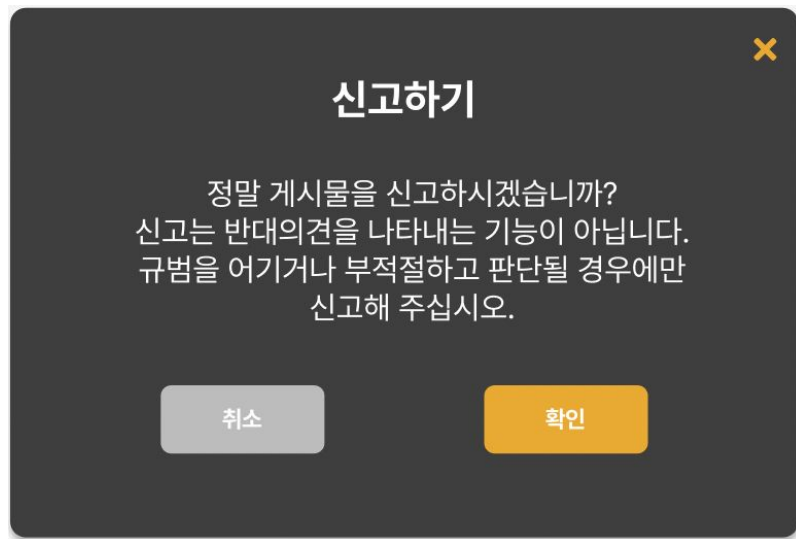 신고하기
정말 게시물을 신고하시겠습니까?
신고는 반대의견을 나타내는 기능이 아닙니다.
규범을 어기거나 부적절하고 판단될 경우에만
신고해 주십시오.
취소
확인